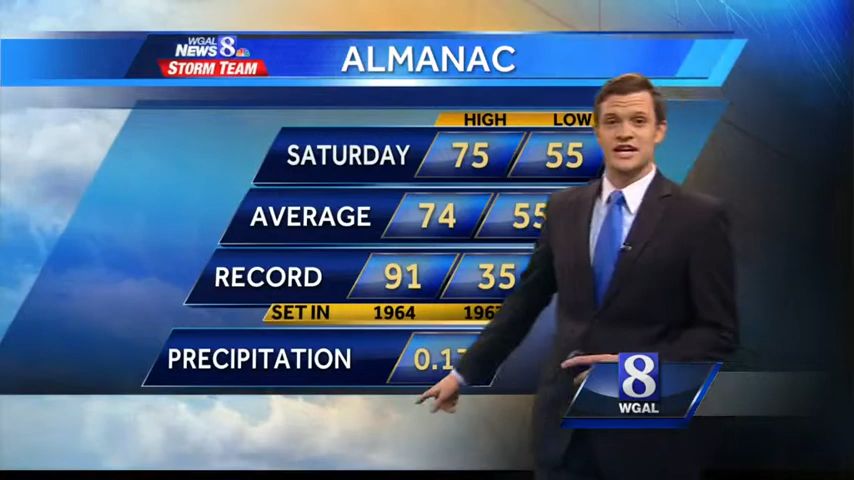 WGAL
NEWS 8
STORM TEAM
ALMANAC
HIGH LOW
SATURDAY 75 55
AVERAGE 74 55
RECORD 91 35
SET IN 1964
PRECIPITATION
8
WGAL